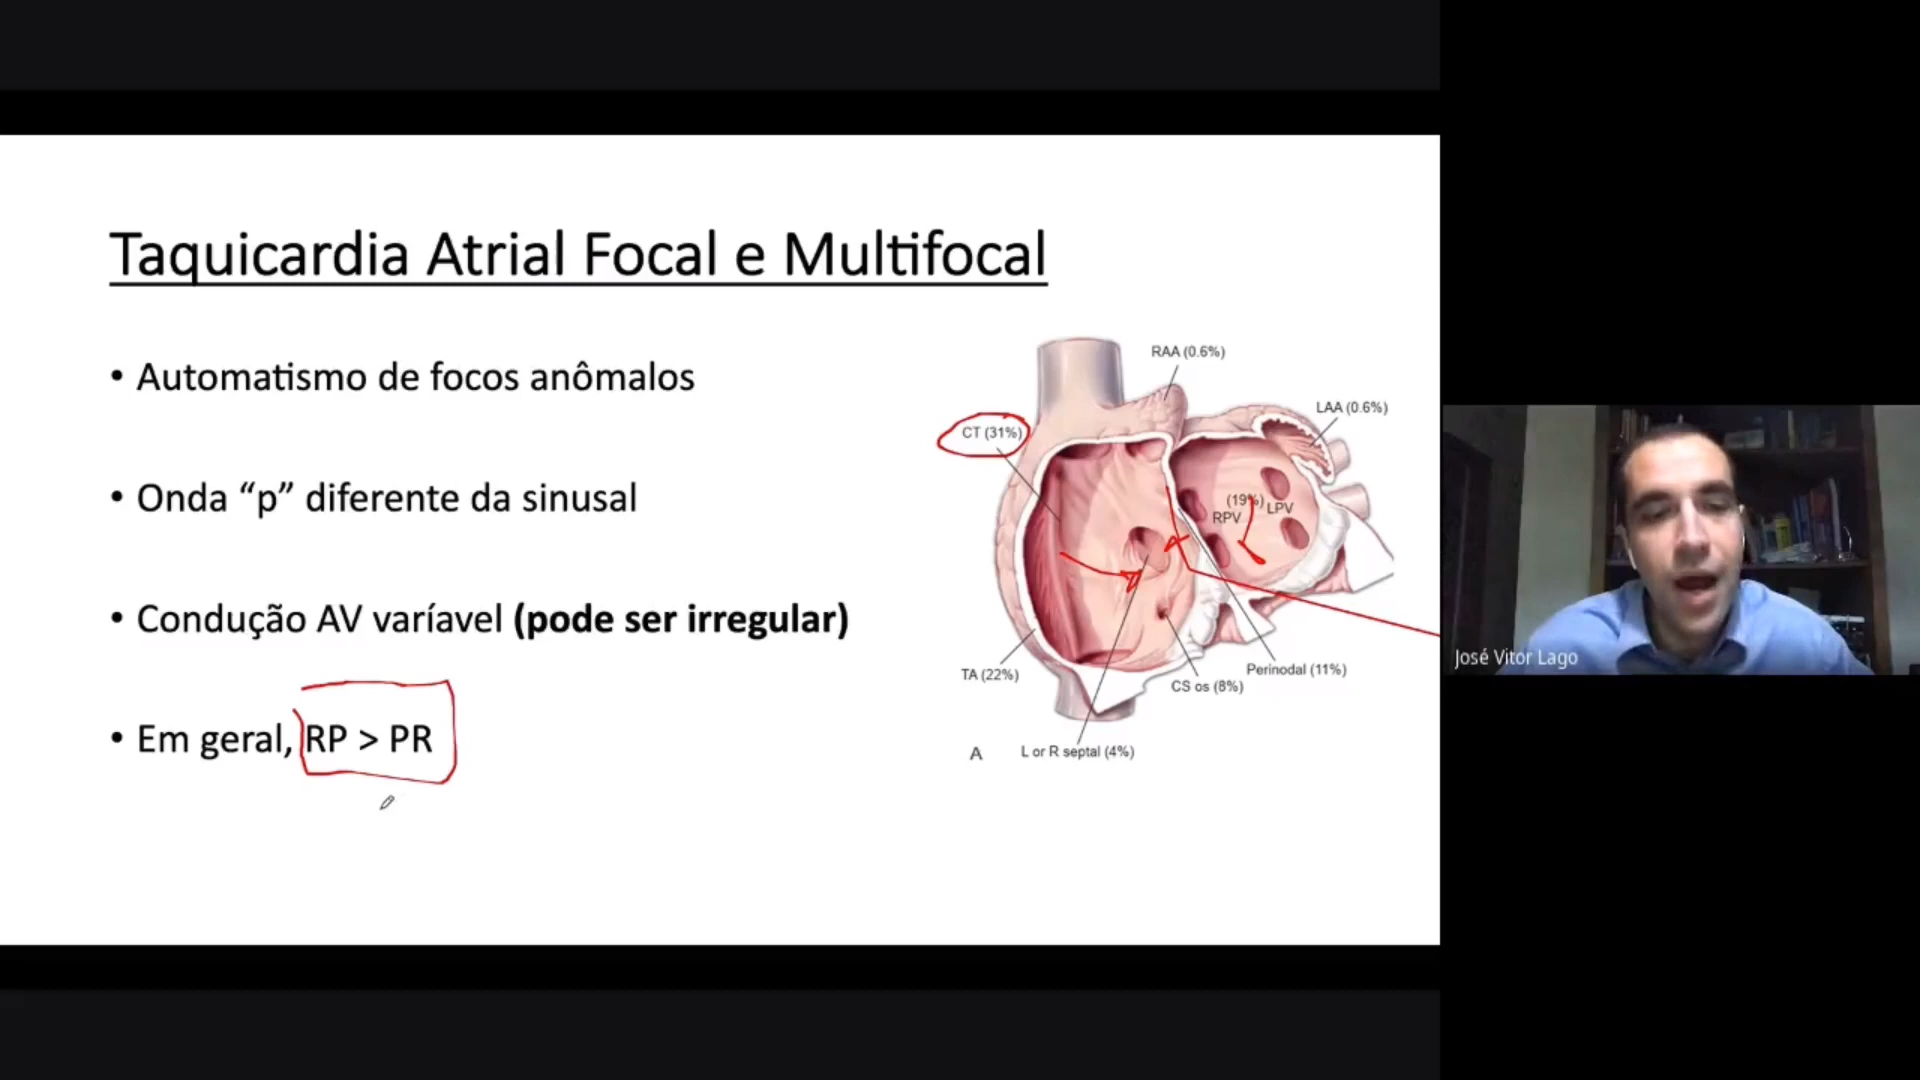 Taquicardia Atrial Focal e Multifocal
• Automatismo de focos anômalos
• Onda “p” diferente da sinusal
• Condução AV varíavel (pode ser irregular)
• Em geral, RP > PR
RAA (0.6%)
LAA (0.6%)
CT (31%)
(19%)
RPV
LPV
TA (22%)
Perinodal (11%)
CS os (8%)
A
L or R septal (4%)
José Vitor Lago